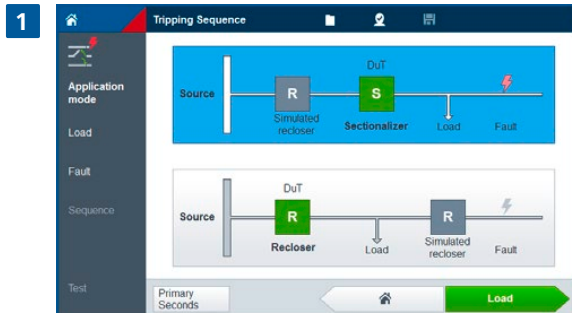 1
Tripping Sequence
Application
mode
Load
Fault
Sequence
Test
DuT
Source
R
S
Simulated
recloser
Sectionalizer
Load
Fault
DuT
Source
R
R
Recloser
Load
Simulated
recloser
Fault
Primary
Seconds
Load